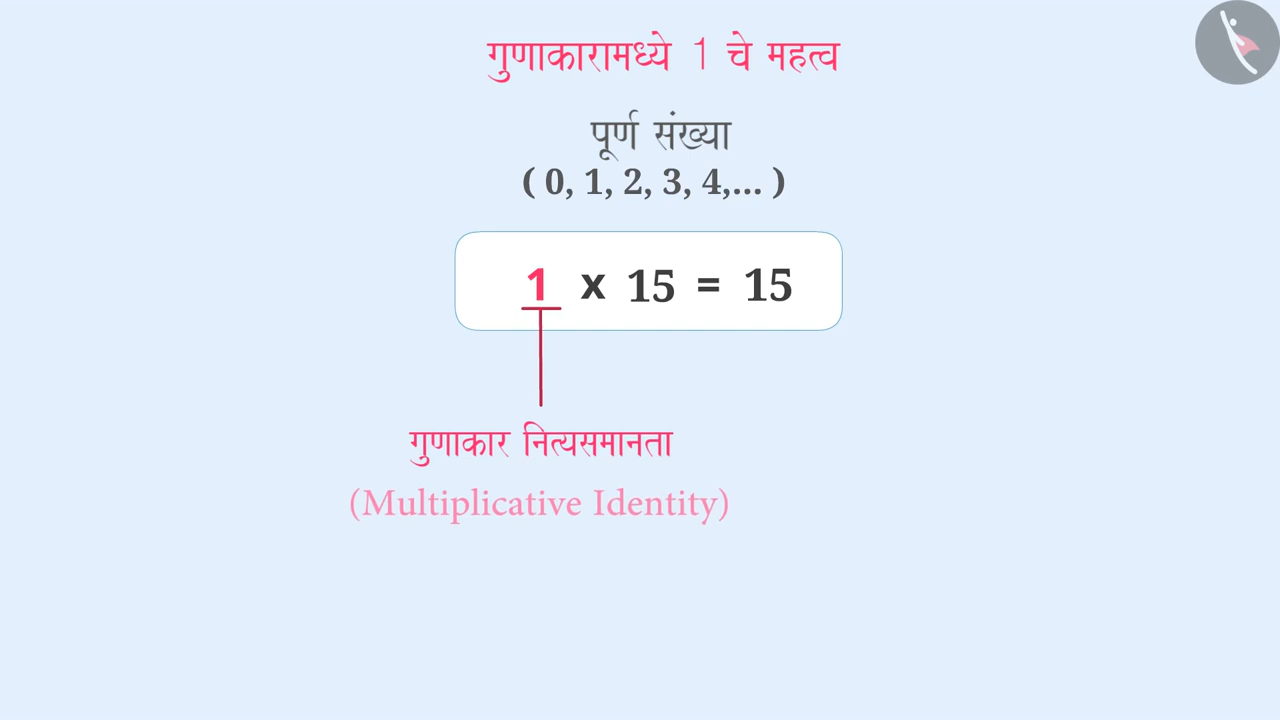 गुणाकारामध्ये 1 चे महत्व
पूर्ण संख्या
( 0, 1, 2, 3, 4,... )
1 x 15 = 15
गुणाकार नित्यसमानता
(Multiplicative Identity)